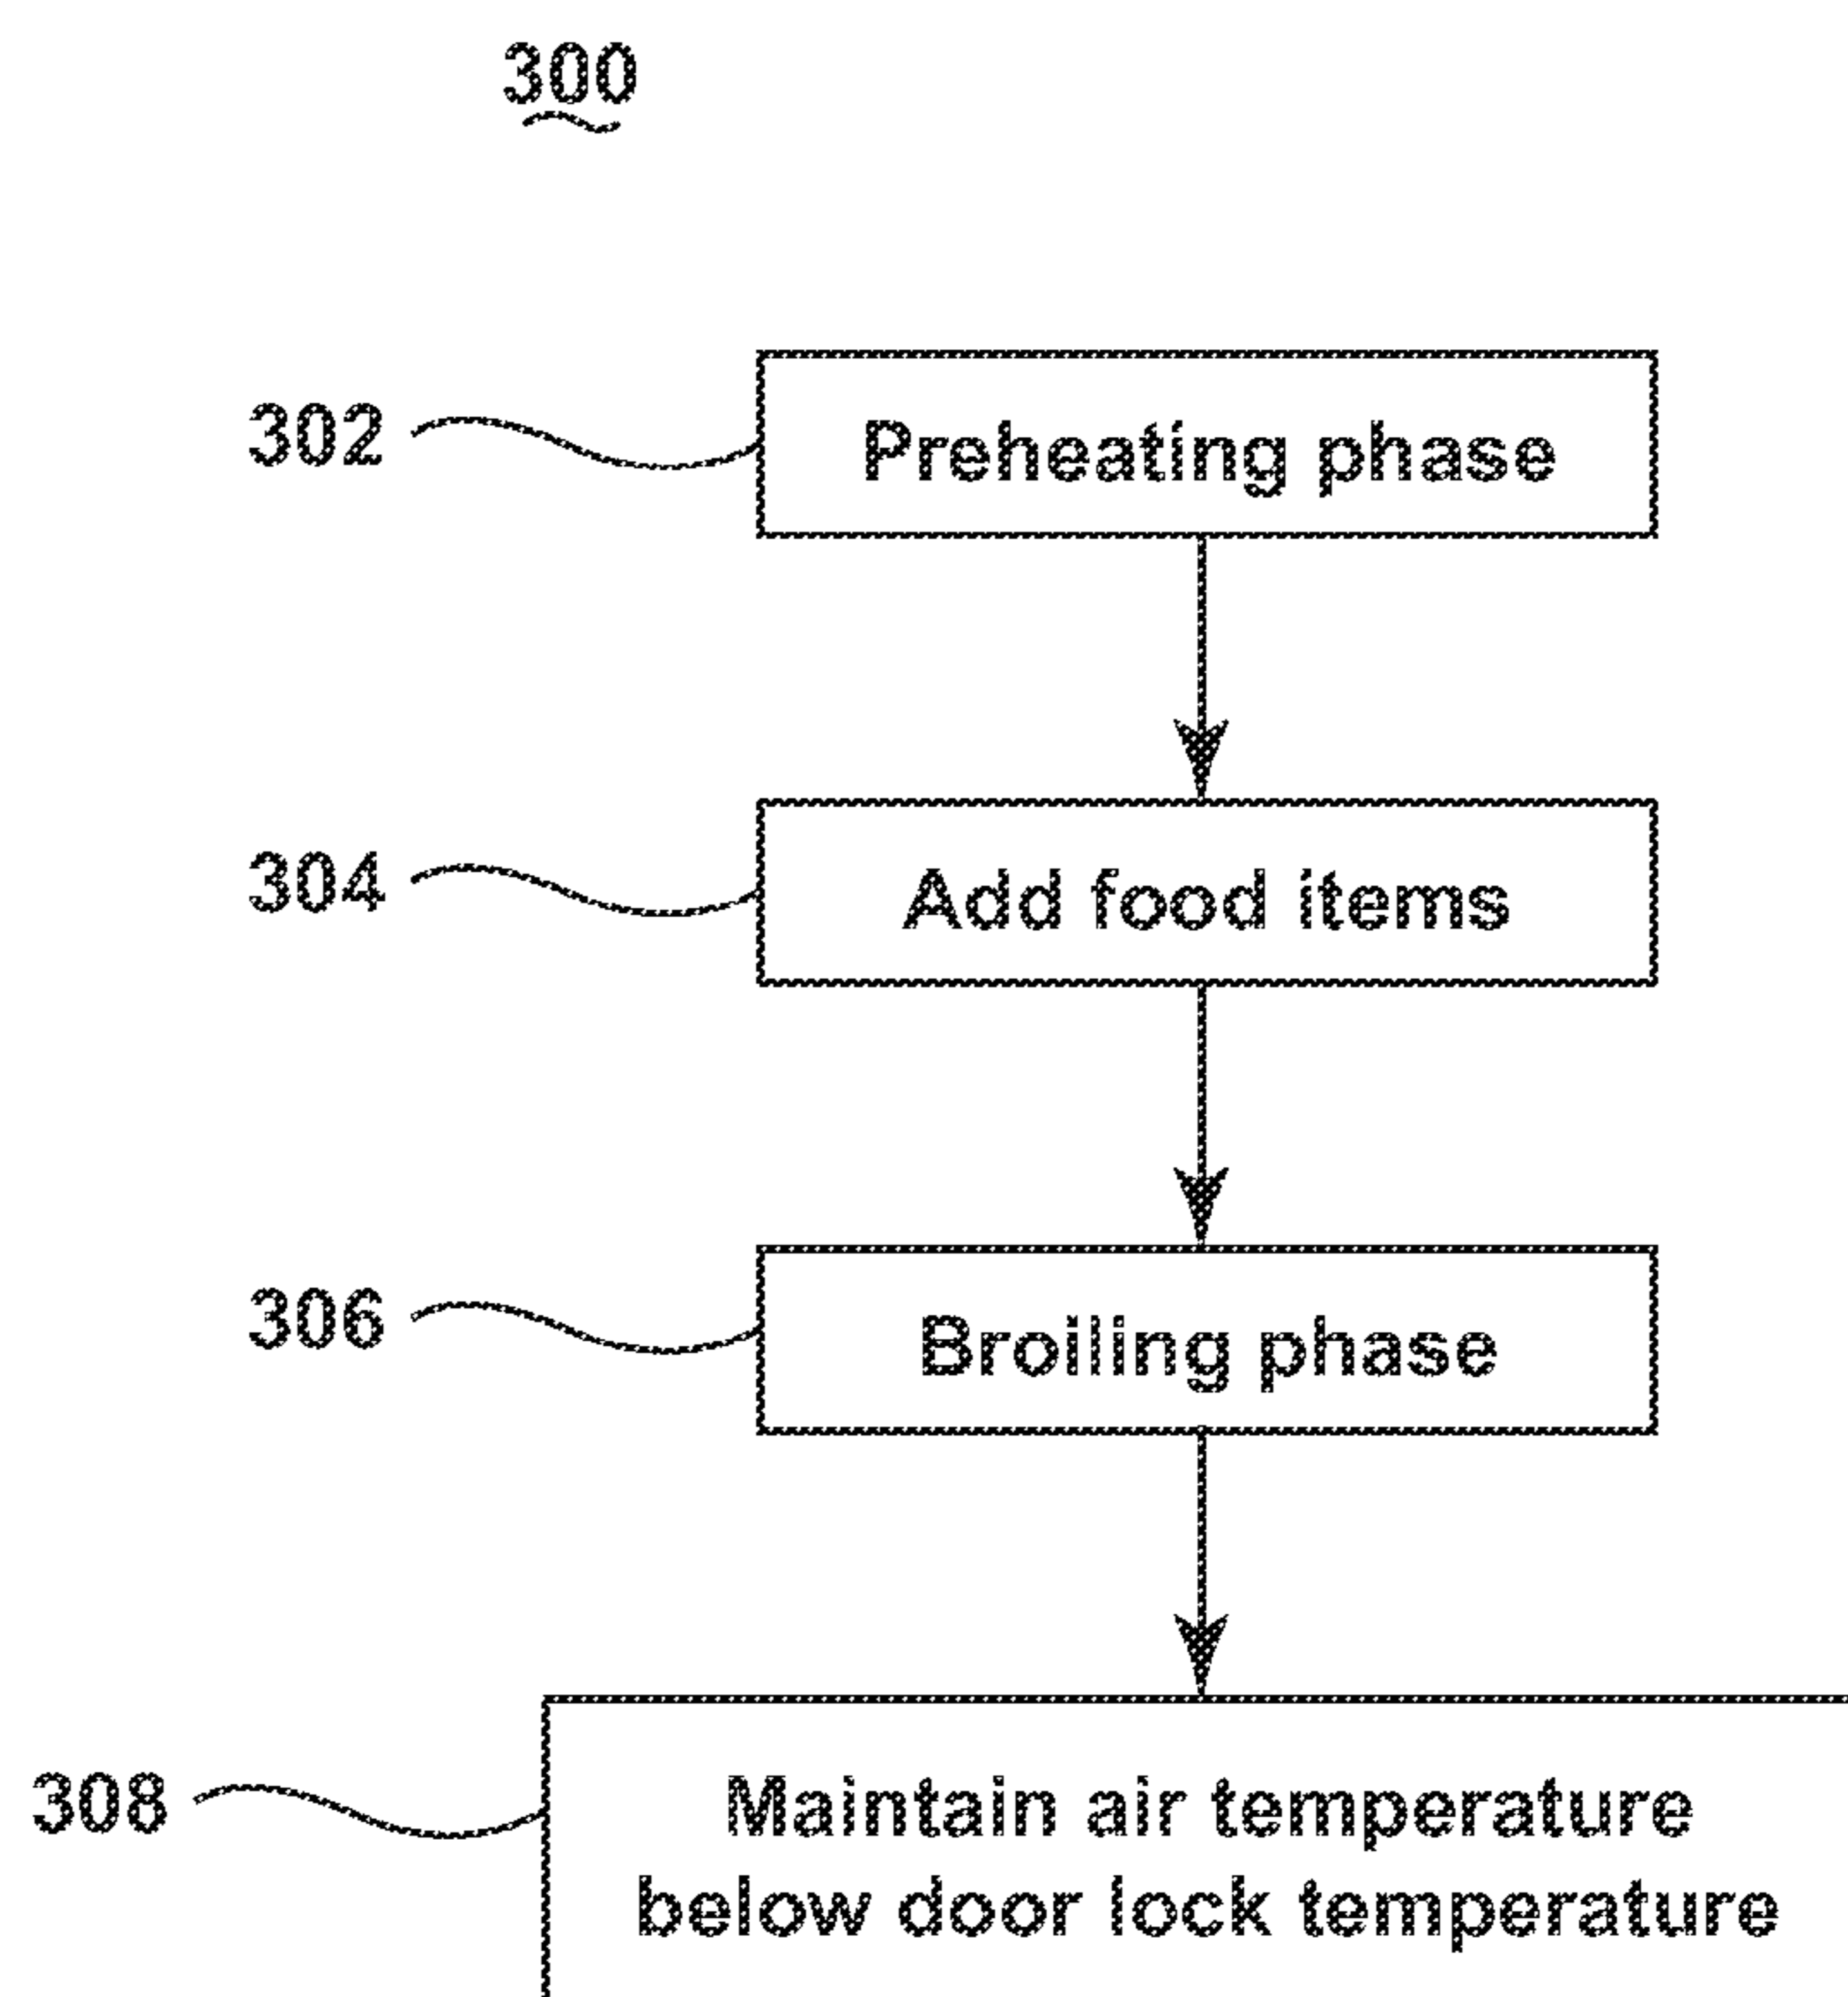 300
302
Preheating phase
304
Add food items
306
Broiling phase
308
Maintain air temperature
below door lock temperature